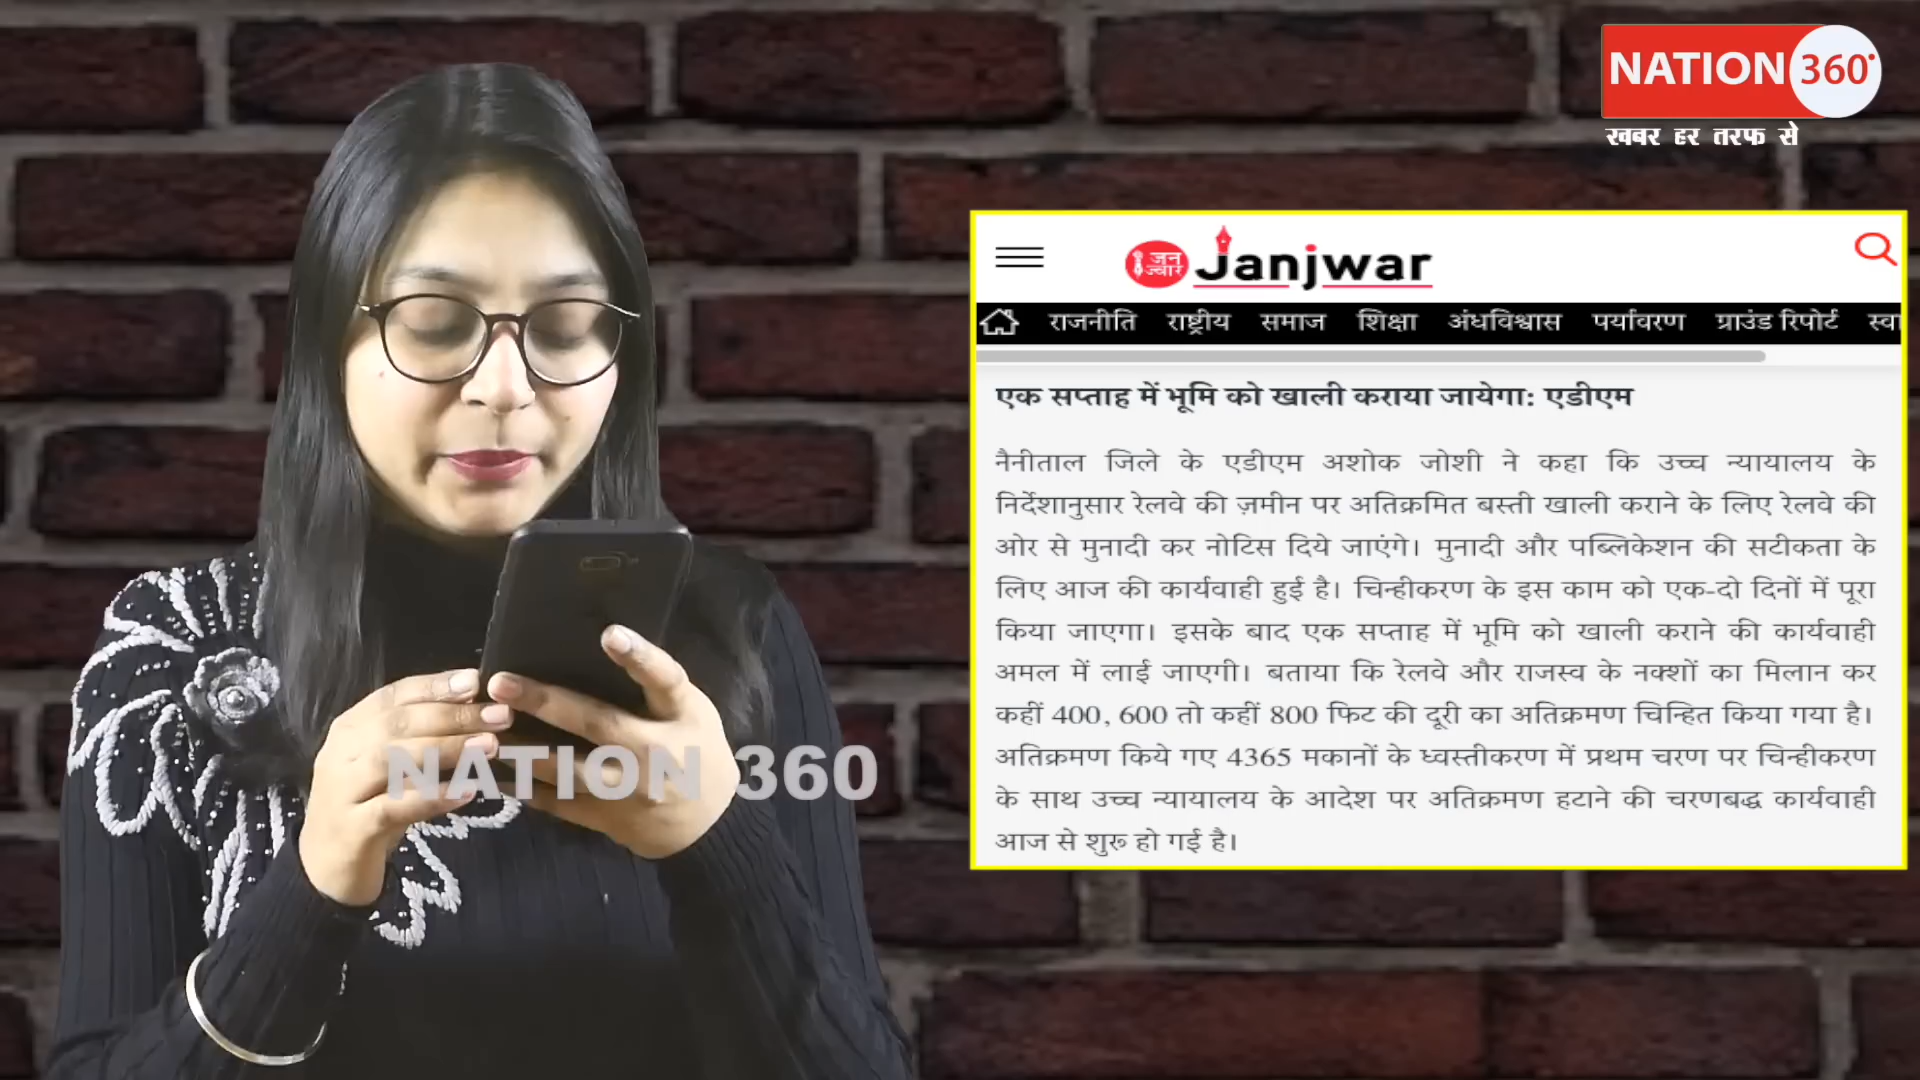 NATION 360°
खबर हर तरफ से
जन ज्वार
Janjwar
राजनीति राष्ट्रीय समाज शिक्षा अंधविश्वास पर्यावरण ग्राउंड रिपोर्ट स्वा
एक सप्ताह में भूमि को खाली कराया जायेगा: एडीएम
नैनीताल जिले के एडीएम अशोक जोशी ने कहा कि उच्च न्यायालय के
निर्देशानुसार रेलवे की ज़मीन पर अतिक्रमित बस्ती खाली कराने के लिए रेलवे की
ओर से मुनादी कर नोटिस दिये जाएंगे। मुनादी और पब्लिकेशन की सटीकता के
लिए आज की कार्यवाही हुई है। चिन्हीकरण के इस काम को एक-दो दिनों में पूरा
किया जाएगा। इसके बाद एक सप्ताह में भूमि को खाली कराने की कार्यवाही
अमल में लाई जाएगी। बताया कि रेलवे और राजस्व के नक्शों का मिलान कर
कहीं 400, 600 तो कहीं 800 फिट की दूरी का अतिक्रमण चिन्हित किया गया है।
अतिक्रमण किये गए 4365 मकानों के ध्वस्तीकरण में प्रथम चरण पर चिन्हीकरण
के साथ उच्च न्यायालय के आदेश पर अतिक्रमण हटाने की चरणबद्ध कार्यवाही
आज से शुरू हो गई है।
NATION 360